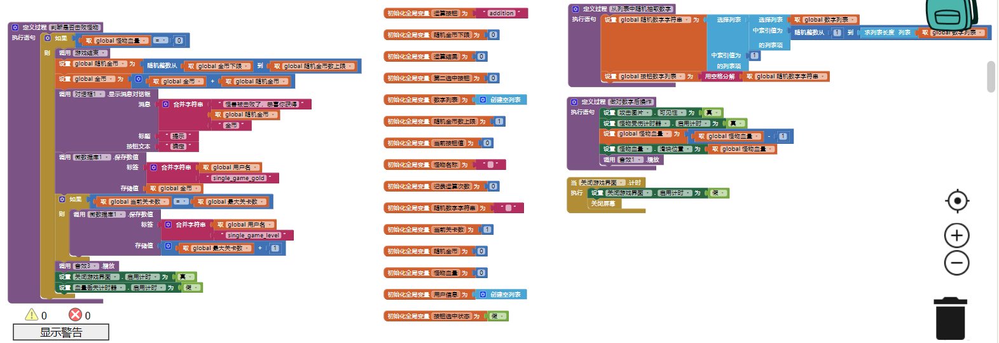 定义过程 判断是否击败怪物
执行语句 如果 取 global 怪物血量 = 0
则 调用 游戏结束
设置 global 随机金币 为 随机整数从 取 global 金币下限 到 取 global 随机金币数上限
设置 global 金币 为 取 global 金币 + 取 global 随机金币
调用 对话框1 .显示消息对话框
消息 合并字符串 " 怪兽被击败了，恭喜你获得 "
取 global 随机金币
" 金币 "
标题 " 提示 "
按钮文本 " 确定 "
调用 微数据库1 .保存数值
标签 合并字符串 取 global 用户名
" single_game_gold "
存储值 取 global 金币
如果 取 global 当前关卡数 = 取 global 最大关卡数
则 调用 微数据库1 .保存数值
标签 合并字符串 取 global 用户名
" single_game_level "
存储值 取 global 最大关卡数 + 1
调用 音效3 .播放
设置 关闭游戏界面 . 启用计时 为 真
设置 血量丢失计时器 . 启用计时 为 假
0 0
显示警告
初始化全局变量 运算按钮 为 " addition "
初始化全局变量 随机金币下限 为 0
初始化全局变量 运算结果 为 0
初始化全局变量 第二选中按钮 为 0
初始化全局变量 数字列表 为 创建空列表
初始化全局变量 随机金币数上限 为 1
初始化全局变量 当前按钮值 为 0
初始化全局变量 怪物名称 为 " "
初始化全局变量 记录运算次数 为 0
初始化全局变量 随机数字字符串 为 " "
初始化全局变量 当前关卡数 为 1
初始化全局变量 随机金币 为 0
初始化全局变量 怪物血量 为 0
初始化全局变量 用户信息 为 创建空列表
初始化全局变量 按钮选中状态 为 假
定义过程 从列表中随机抽取数字
执行语句 设置 global 随机数字字符串 为 选择列表 选择列表 取 global 数字列表
中索引值为 随机整数从 1 到 求列表长度 列表 取 global 数字列表
的列表项
中索引值为 1
的列表项
设置 global 按钮数字列表 为 用空格分解 取 global 随机数字字符串
定义过程 做对数字后操作
执行语句 设置 攻击图片 . 可见性 为 真
设置 怪物受伤计时器 . 启用计时 为 真
设置 global 怪物血量 为 取 global 怪物血量 - 1
设置 怪物血量 . 滑块位置 为 取 global 怪物血量
调用 音效1 .播放
当 关闭游戏界面 .计时
执行 设置 关闭游戏界面 . 启用计时 为 假
关闭屏幕